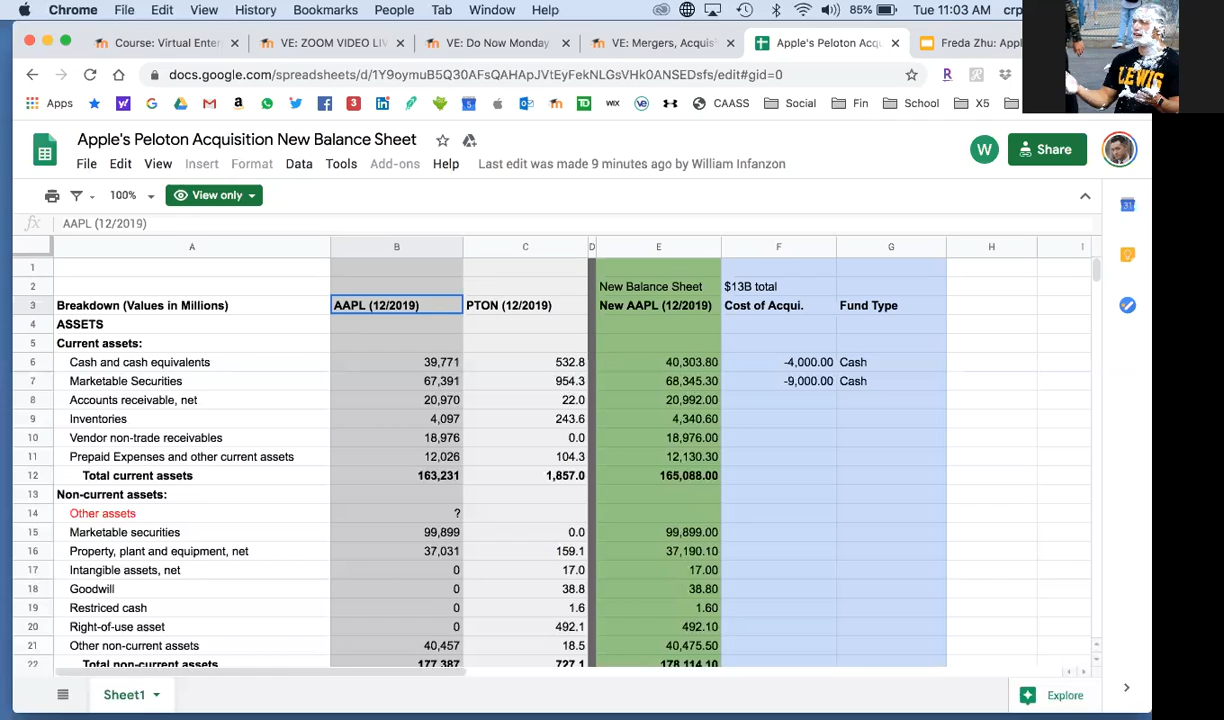 Chrome File Edit View History Bookmarks People Tab Window Help 85% Tue 11:03 AM crp
Course: Virtual Enter VE: ZOOM VIDEO LI VE: Do Now Monday VE: Mergers, Acquis Apple's Peloton Acqu Freda Zhu: Appl
docs.google.com/spreadsheets/d/1Y9oymuB5Q30AFsQAHApJVtEyFekNLGsVHk0ANSEDsfs/edit#gid=0
Apps CAASS Social Fin School X5
LEWIS
Apple's Peloton Acquisition New Balance Sheet
File Edit View Insert Format Data Tools Add-ons Help Last edit was made 9 minutes ago by William Infanzon
W Share
100% View only
fx AAPL (12/2019)
A B C D E F G H I
1
2 New Balance Sheet $13B total
3 Breakdown (Values in Millions) AAPL (12/2019) PTON (12/2019) New AAPL (12/2019) Cost of Acqui. Fund Type
4 ASSETS
5 Current assets:
6 Cash and cash equivalents 39,771 532.8 40,303.80 -4,000.00 Cash
7 Marketable Securities 67,391 954.3 68,345.30 -9,000.00 Cash
8 Accounts receivable, net 20,970 22.0 20,992.00
9 Inventories 4,097 243.6 4,340.60
10 Vendor non-trade receivables 18,976 0.0 18,976.00
11 Prepaid Expenses and other current assets 12,026 104.3 12,130.30
12 Total current assets 163,231 1,857.0 165,088.00
13 Non-current assets:
14 Other assets ?
15 Marketable securities 99,899 0.0 99,899.00
16 Property, plant and equipment, net 37,031 159.1 37,190.10
17 Intangible assets, net 0 17.0 17.00
18 Goodwill 0 38.8 38.80
19 Restriced cash 0 1.6 1.60
20 Right-of-use asset 0 492.1 492.10
21 Other non-current assets 40,457 18.5 40,475.50
22 Total non-current assets 177,387 727.1 178,114.10
Sheet1 Explore